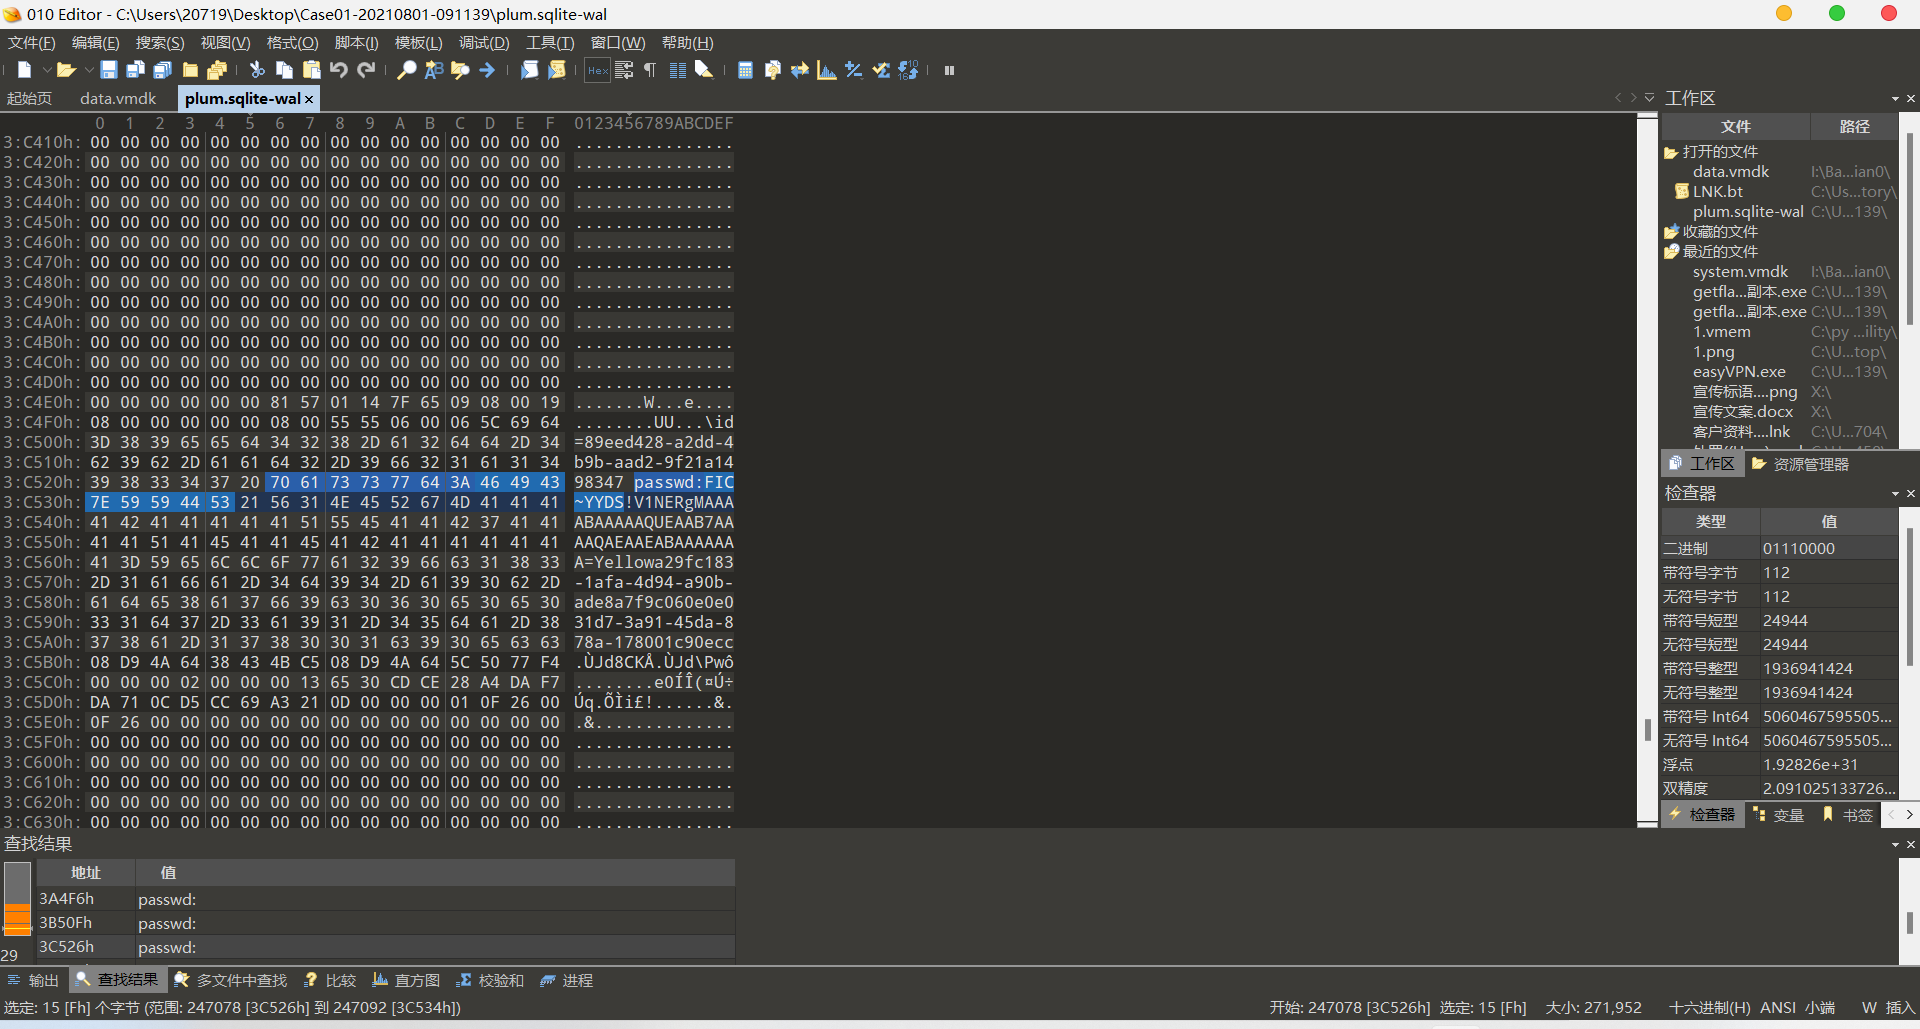 010 Editor - C:\Users\20719\Desktop\Case01-20210801-091139\plum.sqlite-wal
文件(F) 编辑(E) 搜索(S) 视图(V) 格式(O) 脚本(I) 模板(L) 调试(D) 工具(T) 窗口(W) 帮助(H)
起始页 data.vmdk plum.sqlite-wal ×
0 1 2 3 4 5 6 7 8 9 A B C D E F 0123456789ABCDEF
3:C410h: 00 00 00 00 00 00 00 00 00 00 00 00 00 00 00 00 ................
3:C420h: 00 00 00 00 00 00 00 00 00 00 00 00 00 00 00 00 ................
3:C430h: 00 00 00 00 00 00 00 00 00 00 00 00 00 00 00 00 ................
3:C440h: 00 00 00 00 00 00 00 00 00 00 00 00 00 00 00 00 ................
3:C450h: 00 00 00 00 00 00 00 00 00 00 00 00 00 00 00 00 ................
3:C460h: 00 00 00 00 00 00 00 00 00 00 00 00 00 00 00 00 ................
3:C470h: 00 00 00 00 00 00 00 00 00 00 00 00 00 00 00 00 ................
3:C480h: 00 00 00 00 00 00 00 00 00 00 00 00 00 00 00 00 ................
3:C490h: 00 00 00 00 00 00 00 00 00 00 00 00 00 00 00 00 ................
3:C4A0h: 00 00 00 00 00 00 00 00 00 00 00 00 00 00 00 00 ................
3:C4B0h: 00 00 00 00 00 00 00 00 00 00 00 00 00 00 00 00 ................
3:C4C0h: 00 00 00 00 00 00 00 00 00 00 00 00 00 00 00 00 ................
3:C4D0h: 00 00 00 00 00 00 00 00 00 00 00 00 00 00 00 00 ................
3:C4E0h: 00 00 00 00 00 00 81 57 01 14 7F 65 09 08 00 19 .......W...e....
3:C4F0h: 08 00 00 00 00 00 08 00 55 55 06 00 06 5C 69 64 ........UU...\id
3:C500h: 3D 38 39 65 65 64 34 32 38 2D 61 32 64 64 2D 34 =89eed428-a2dd-4
3:C510h: 62 39 62 2D 61 61 64 32 2D 39 66 32 31 61 31 34 b9b-aad2-9f21a14
3:C520h: 39 38 33 34 37 20 70 61 73 73 77 64 3A 46 49 43 98347 passwd:FIC
3:C530h: 7E 59 59 44 53 21 56 31 4E 45 52 67 4D 41 41 41 ~YYDS!V1NERgMAAA
3:C540h: 41 42 41 41 41 41 41 51 55 45 41 41 42 37 41 41 ABAAAAAQUEAAB7AA
3:C550h: 41 41 51 41 45 41 41 45 41 42 41 41 41 41 41 41 AAQAEAAEABAAAAAA
3:C560h: 41 3D 59 65 6C 6C 6F 77 61 32 39 66 63 31 38 33 A=Yellowa29fc183
3:C570h: 2D 31 61 66 61 2D 34 64 39 34 2D 61 39 30 62 2D -1afa-4d94-a90b-
3:C580h: 61 64 65 38 61 37 66 39 63 30 36 30 65 30 65 30 ade8a7f9c060e0e0
3:C590h: 33 31 64 37 2D 33 61 39 31 2D 34 35 64 61 2D 38 31d7-3a91-45da-8
3:C5A0h: 37 38 61 2D 31 37 38 30 30 31 63 39 30 65 63 63 78a-178001c90ecc
3:C5B0h: 08 D9 4A 64 38 43 4B C5 08 D9 4A 64 5C 50 77 F4 .ÙJd8CKÅ.ÙJd\Pwô
3:C5C0h: 00 00 00 02 00 00 00 13 65 30 CD CE 28 A4 DA F7 ........e0ÍÎ(¤Ú÷
3:C5D0h: DA 71 0C D5 CC 69 A3 21 0D 00 00 00 01 0F 26 00 Úq.ÕÌi£!......&.
3:C5E0h: 0F 26 00 00 00 00 00 00 00 00 00 00 00 00 00 00 .&..............
3:C5F0h: 00 00 00 00 00 00 00 00 00 00 00 00 00 00 00 00 ................
3:C600h: 00 00 00 00 00 00 00 00 00 00 00 00 00 00 00 00 ................
3:C610h: 00 00 00 00 00 00 00 00 00 00 00 00 00 00 00 00 ................
3:C620h: 00 00 00 00 00 00 00 00 00 00 00 00 00 00 00 00 ................
3:C630h: 00 00 00 00 00 00 00 00 00 00 00 00 00 00 00 00 ................
工作区
文件 路径
打开的文件
data.vmdk I:\Ba...ian0\
LNK.bt C:\Us...tory\
plum.sqlite-wal C:\U...139\
收藏的文件
最近的文件
system.vmdk I:\Ba...ian0\
getfla...副本.exe C:\U...139\
getfla...副本.exe C:\U...139\
1.vmem C:\py ...ility\
1.png C:\U...top\
easyVPN.exe C:\U...139\
宣传标语....png X:\
宣传文案.docx X:\
客户资料....lnk C:\U...704\
工作区 资源管理器
检查器
类型 值
二进制 01110000
带符号字节 112
无符号字节 112
带符号短型 24944
无符号短型 24944
带符号整型 1936941424
无符号整型 1936941424
带符号 Int64 5060467595505...
无符号 Int64 5060467595505...
浮点 1.92826e+31
双精度 2.091025133726...
检查器 变量 书签
查找结果
地址 值
3A4F6h passwd:
3B50Fh passwd:
3C526h passwd:
29
输出 查找结果 多文件中查找 比较 直方图 校验和 进程
选定: 15 [Fh] 个字节 (范围: 247078 [3C526h] 到 247092 [3C534h]) 开始: 247078 [3C526h] 选定: 15 [Fh] 大小: 271,952 十六进制(H) ANSI 小端 W 插入